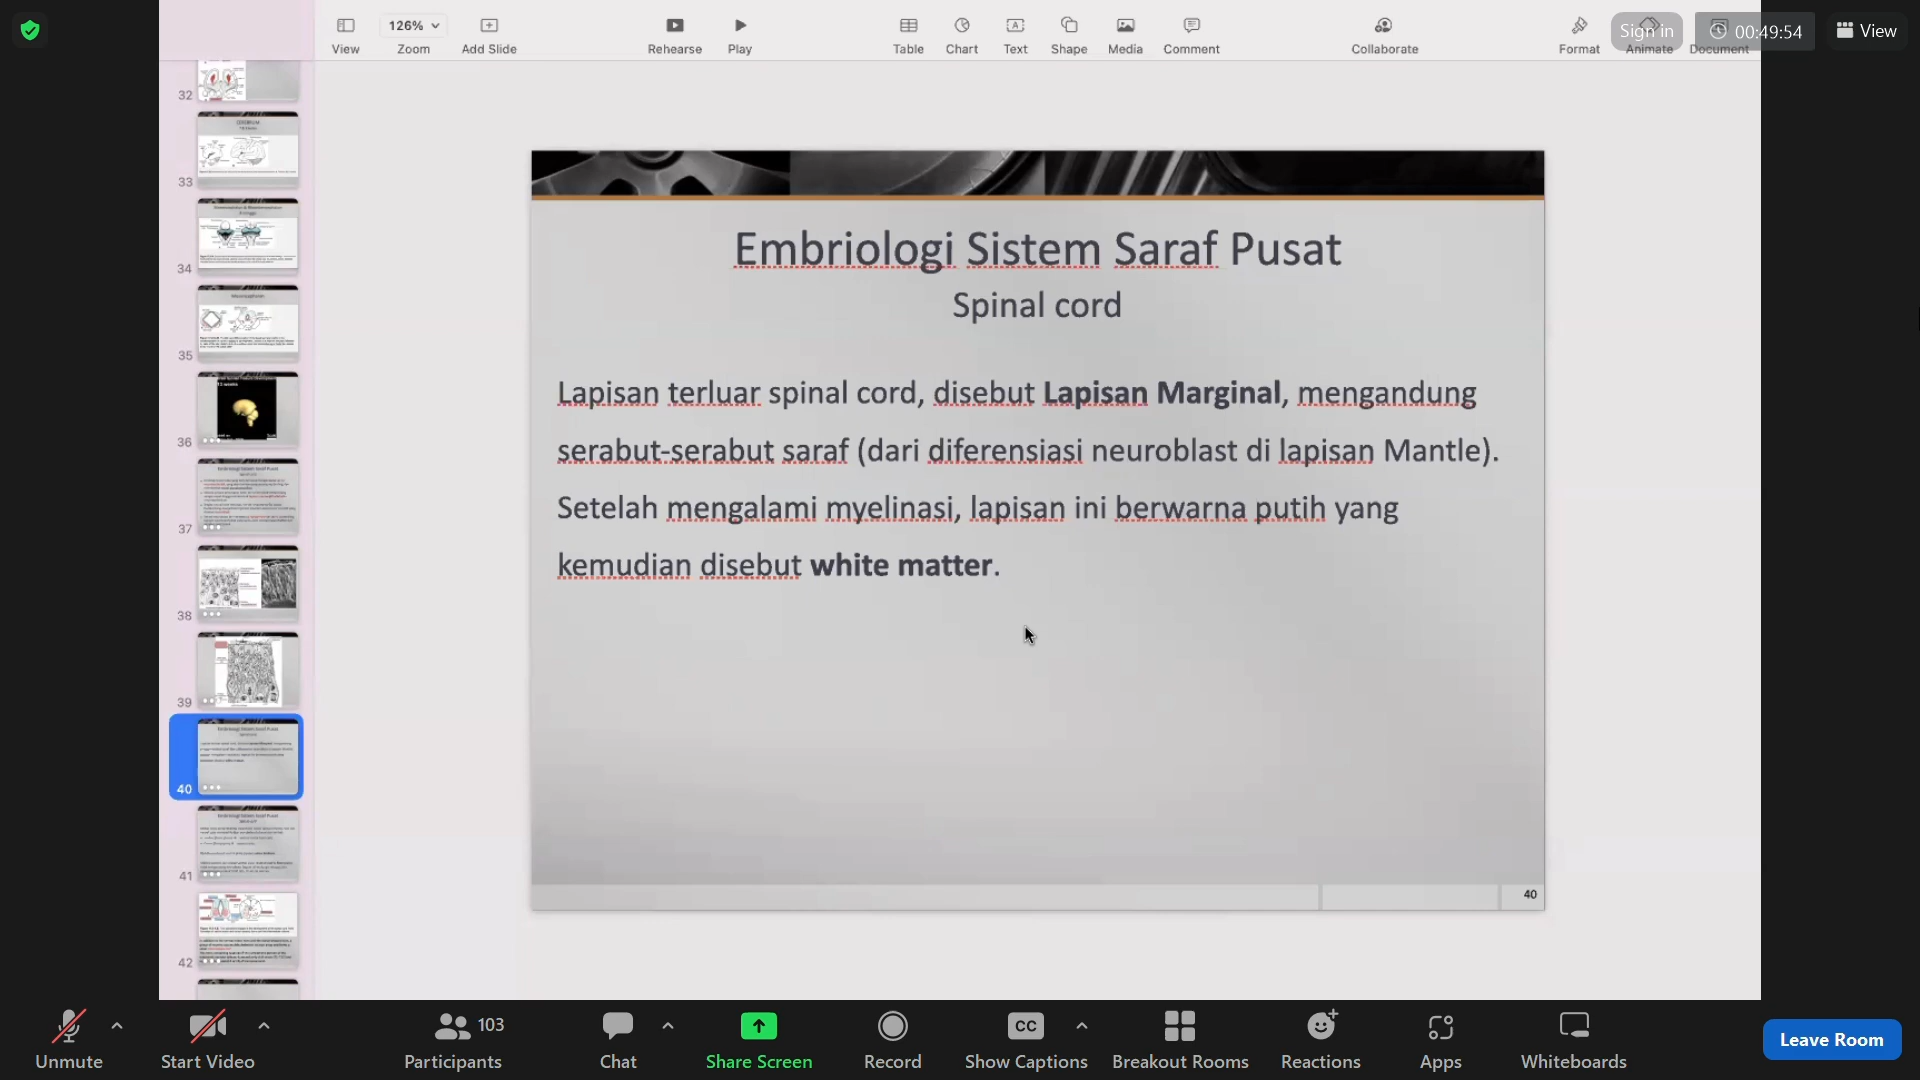 View
126%
Zoom
Add Slide
Rehearse
Play
Table
Chart
Text
Shape
Media
Comment
Collaborate
Format
Animate
Document
Sign in
00:49:54
View
32
33
34
35
36
37
38
39
40
41
42
Embriologi Sistem Saraf Pusat
Spinal cord
Lapisan terluar spinal cord, disebut Lapisan Marginal, mengandung
serabut-serabut saraf (dari diferensiasi neuroblast di lapisan Mantle).
Setelah mengalami myelinasi, lapisan ini berwarna putih yang
kemudian disebut white matter.
40
Unmute
Start Video
103
Participants
Chat
Share Screen
Record
CC
Show Captions
Breakout Rooms
Reactions
Apps
Whiteboards
Leave Room